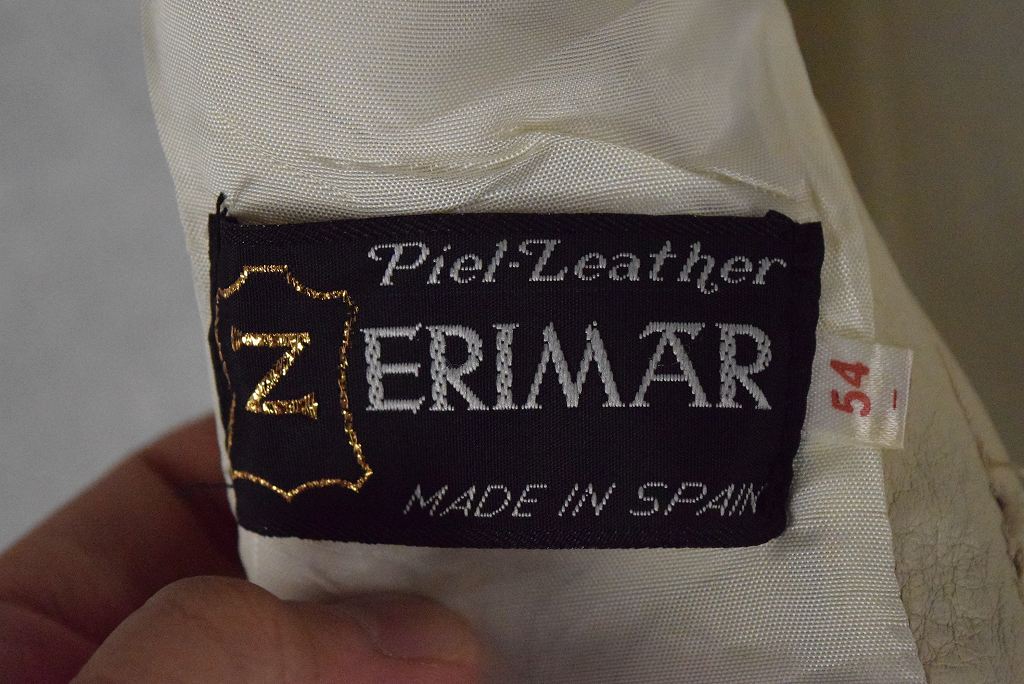 Piel-Leather
ZERIMAR
MADE IN SPAIN
54
-